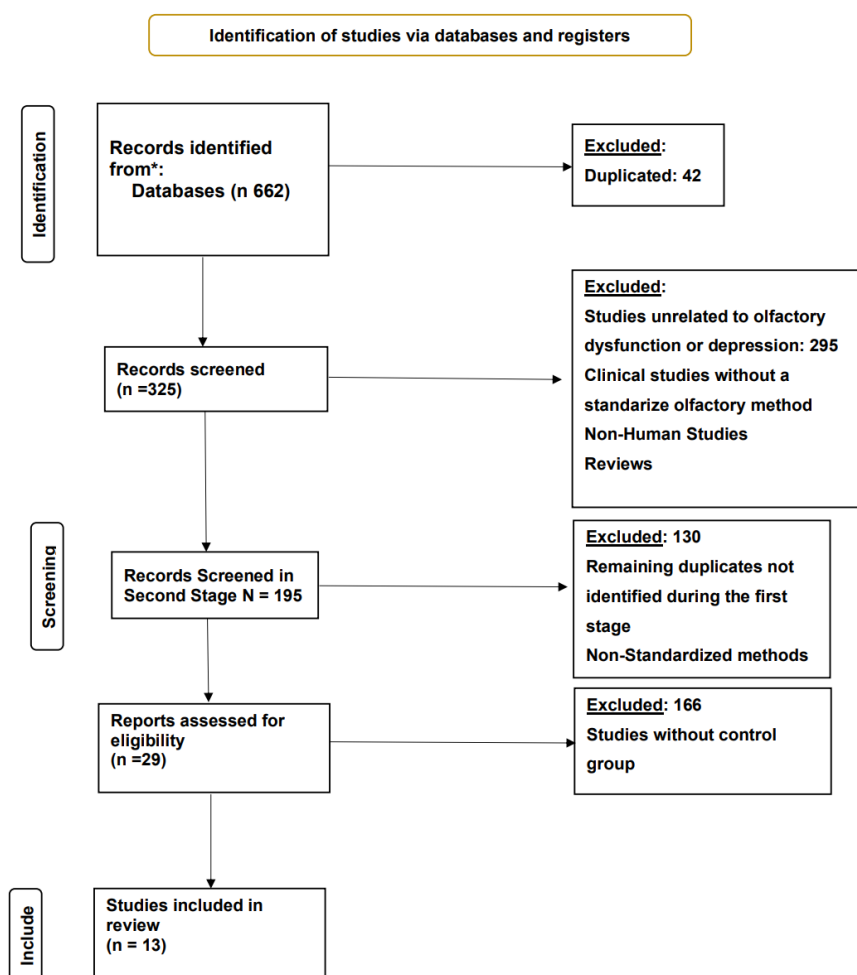 Identification of studies via databases and registers
Identification
Records identified
from*:
Databases (n 662)
Excluded:
Duplicated: 42
Records screened
(n =325)
Excluded:
Studies unrelated to olfactory
dysfunction or depression: 295
Clinical studies without a
standarize olfactory method
Non-Human Studies
Reviews
Screening
Records Screened in
Second Stage N = 195
Excluded: 130
Remaining duplicates not
identified during the first
stage
Non-Standardized methods
Reports assessed for
eligibility
(n =29)
Excluded: 166
Studies without control
group
Include
Studies included in
review
(n = 13)